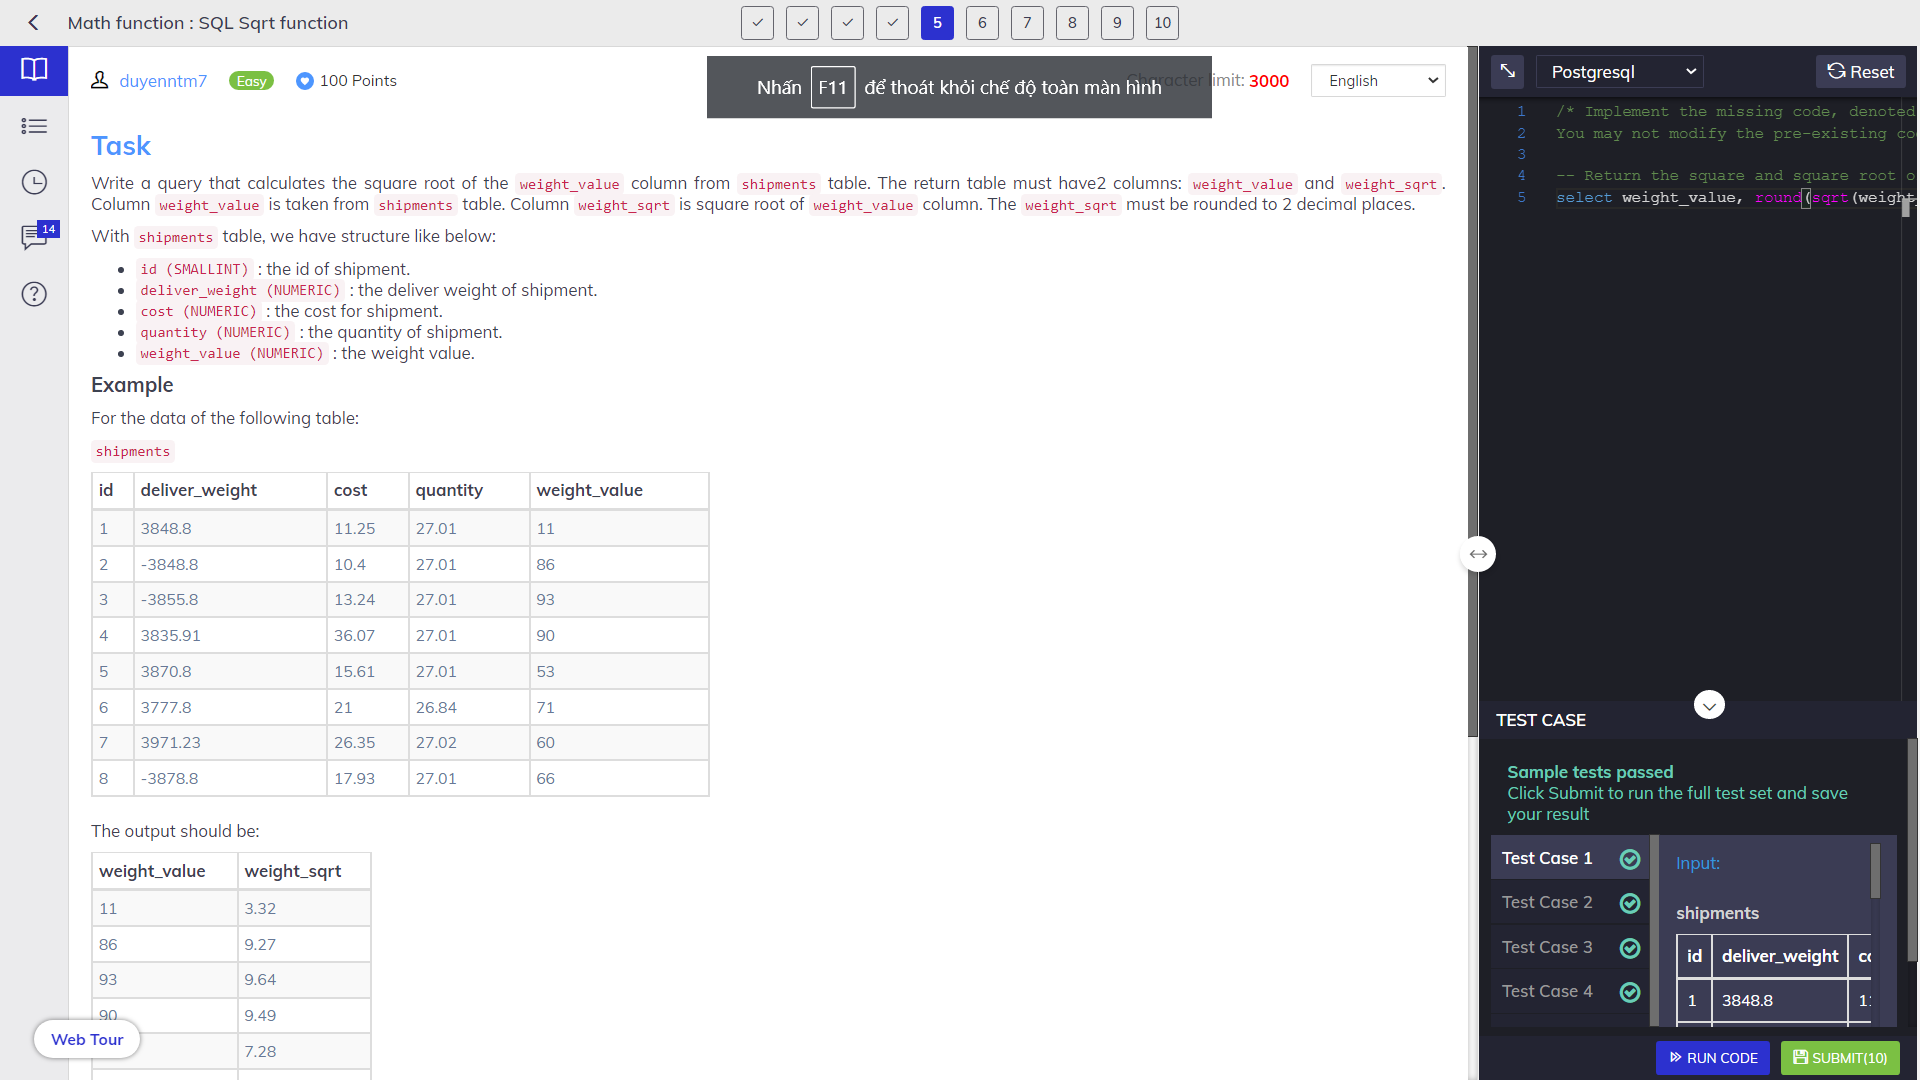 Math function : SQL Sqrt function
5 6 7 8 9 10
duyenntm7 Easy 100 Points
limit: 3000 English
Nhấn F11 để thoát khỏi chế độ toàn màn hình
Task
Write a query that calculates the square root of the weight_value column from shipments table. The return table must have2 columns: weight_value and weight_sqrt.
Column weight_value is taken from shipments table. Column weight_sqrt is square root of weight_value column. The weight_sqrt must be rounded to 2 decimal places.
With shipments table, we have structure like below:
id (SMALLINT) : the id of shipment.
deliver_weight (NUMERIC) : the deliver weight of shipment.
cost (NUMERIC) : the cost for shipment.
quantity (NUMERIC) : the quantity of shipment.
weight_value (NUMERIC) : the weight value.
Example
For the data of the following table:
shipments
id deliver_weight cost quantity weight_value
1 3848.8 11.25 27.01 11
2 -3848.8 10.4 27.01 86
3 -3855.8 13.24 27.01 93
4 3835.91 36.07 27.01 90
5 3870.8 15.61 27.01 53
6 3777.8 21 26.84 71
7 3971.23 26.35 27.02 60
8 -3878.8 17.93 27.01 66
The output should be:
weight_value weight_sqrt
11 3.32
86 9.27
93 9.64
90 9.49
7.28
14
Web Tour
Postgresql Reset
1 /* Implement the missing code, denoted
2 You may not modify the pre-existing co
3
4 -- Return the square and square root o
5 select weight_value, round(sqrt(weight_
TEST CASE
Sample tests passed
Click Submit to run the full test set and save
your result
Test Case 1
Test Case 2
Test Case 3
Test Case 4
Input:
shipments
id deliver_weight co
1 3848.8 11
RUN CODE SUBMIT(10)